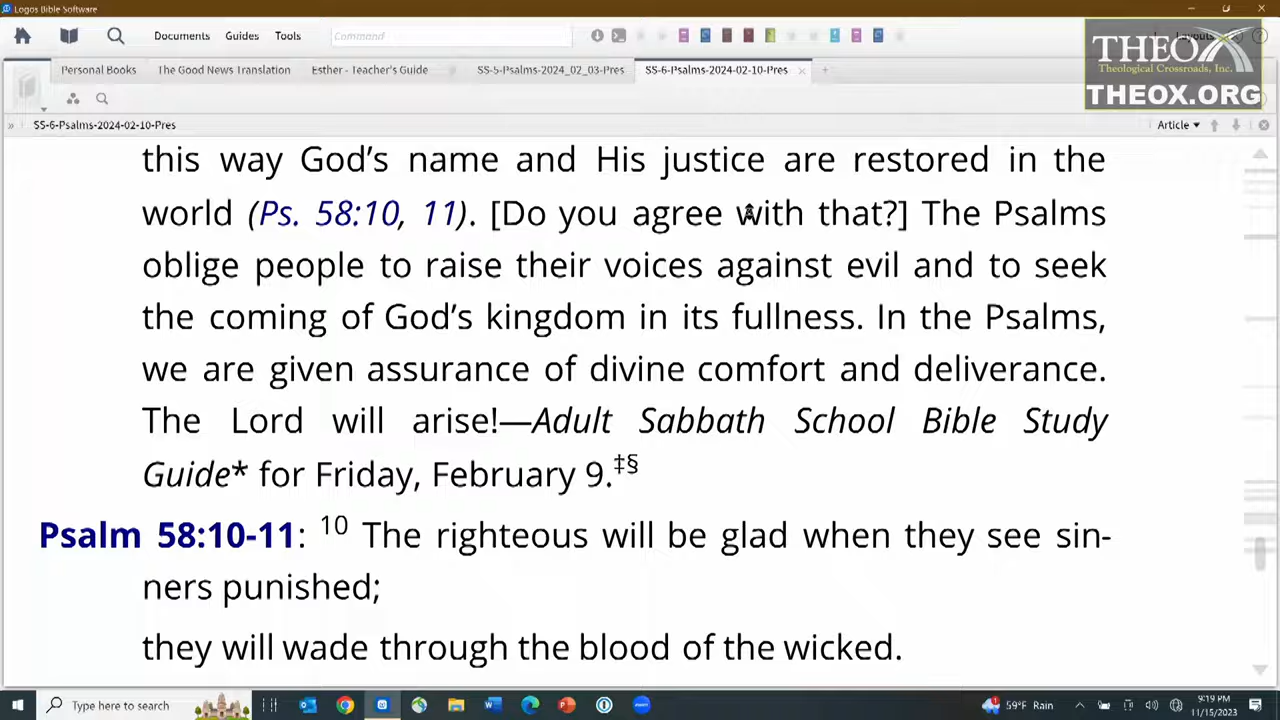 Logos Bible Software
Documents Guides Tools Command Layouts
THEOX
Theological Crossroads, Inc.
THEOX.ORG
Personal Books The Good News Translation Esther - Teacher's salms-2024_02_03-Pres SS-6-Psalms-2024-02-10-Pres
SS-6-Psalms-2024-02-10-Pres Article
this way God's name and His justice are restored in the
world (Ps. 58:10, 11). [Do you agree with that?] The Psalms
oblige people to raise their voices against evil and to seek
the coming of God's kingdom in its fullness. In the Psalms,
we are given assurance of divine comfort and deliverance.
The Lord will arise!—Adult Sabbath School Bible Study
Guide* for Friday, February 9.‡§
Psalm 58:10-11: 10 The righteous will be glad when they see sin-
ners punished;
they will wade through the blood of the wicked.
Type here to search 59°F Rain 9:19 PM
11/15/2023